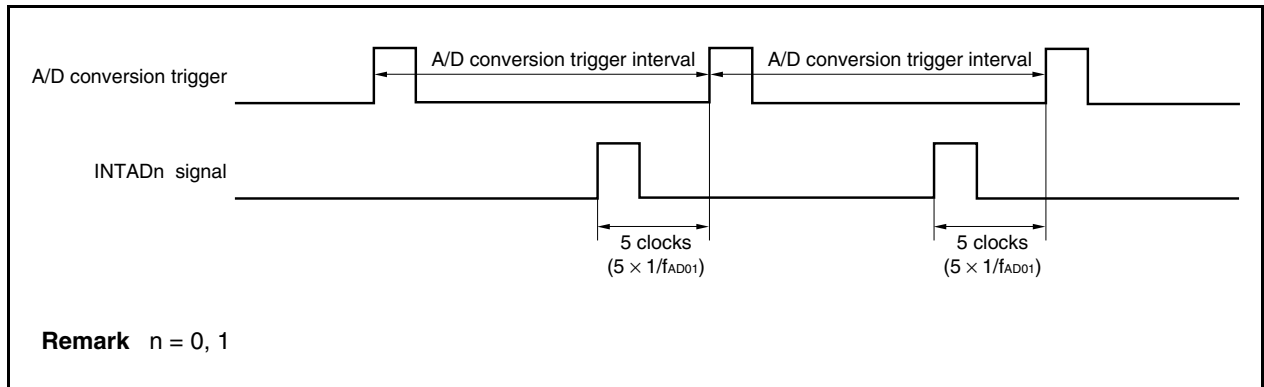 A/D conversion trigger interval A/D conversion trigger interval
A/D conversion trigger
INTADn signal
5 clocks 5 clocks
(5 × 1/fAD01) (5 × 1/fAD01)
Remark n = 0, 1